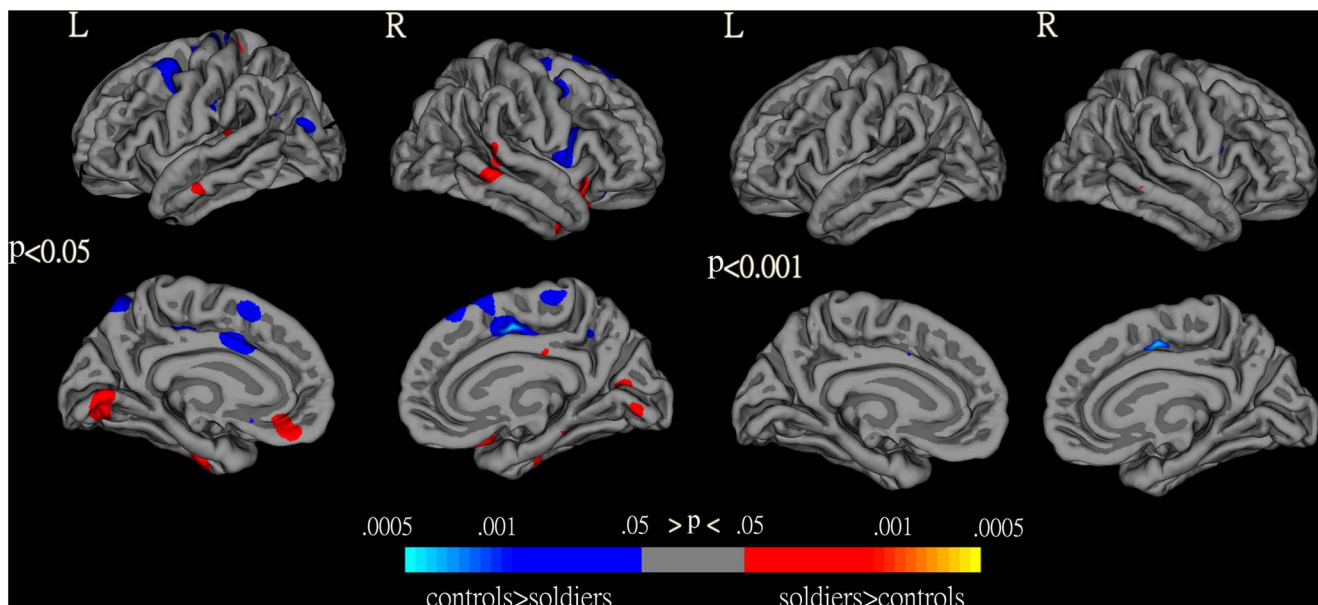 L R L R
p<0.05
p<0.001
.0005 .001 .05 >p< .05 .001 .0005
controls>soldiers soldiers>controls